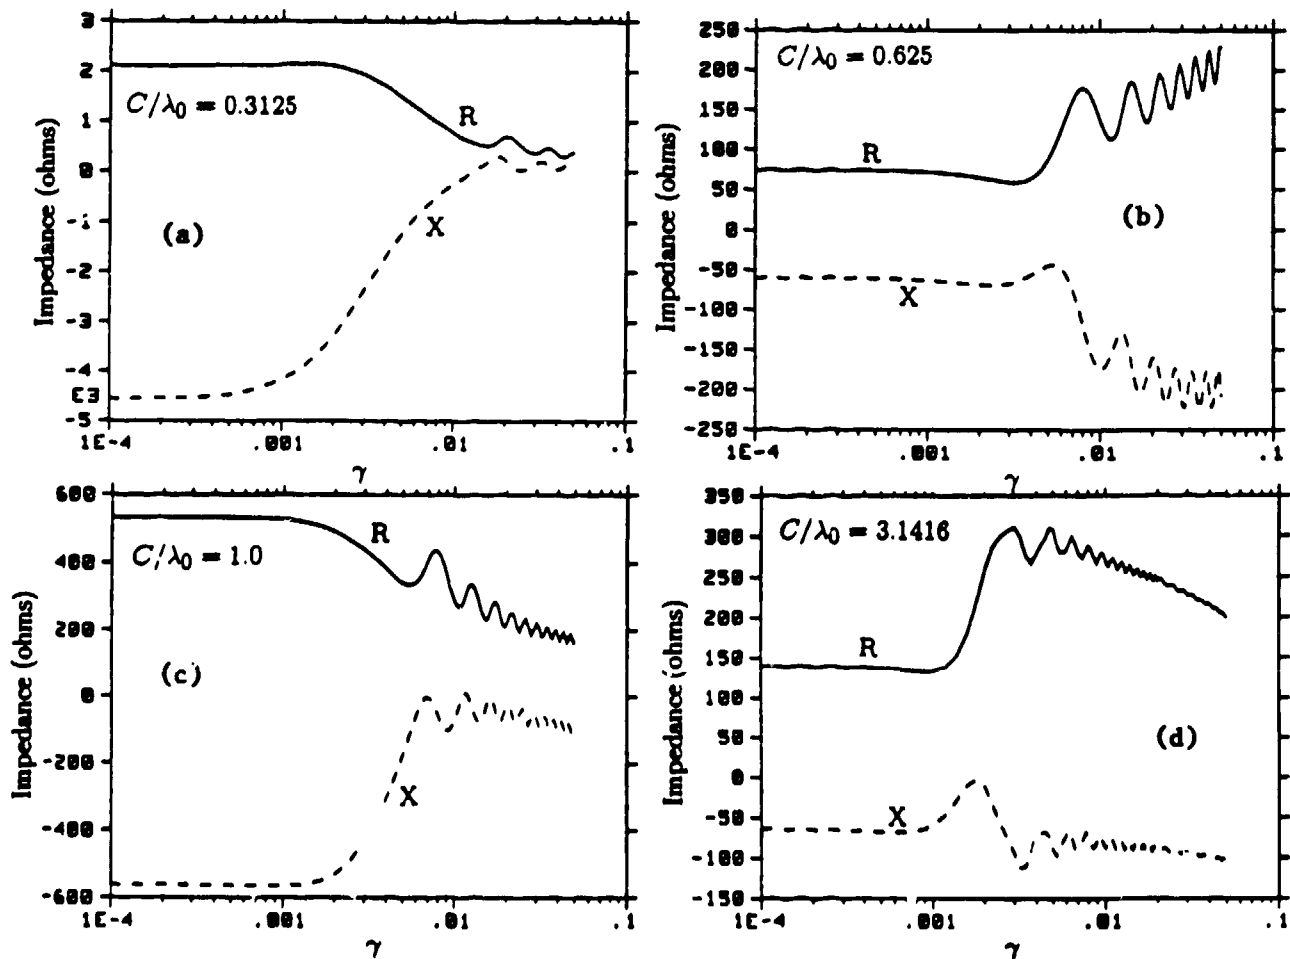 3
2
1
0
-1
-2
-3
-4
E3
-5
Impedance (ohms)
C/λ₀ = 0.3125
R
X
(a)
1E-4
.001
.01
.1
γ
250
200
150
100
50
0
-50
-100
-150
-200
-250
Impedance (ohms)
C/λ₀ = 0.625
R
X
(b)
1E-4
.001
.01
.1
γ
600
400
200
0
-200
-400
-600
Impedance (ohms)
C/λ₀ = 1.0
R
X
(c)
1E-4
.001
.01
.1
γ
350
300
250
200
150
100
50
0
-50
-100
-150
Impedance (ohms)
C/λ₀ = 3.1416
R
X
(d)
1E-4
.001
.01
.1
γ